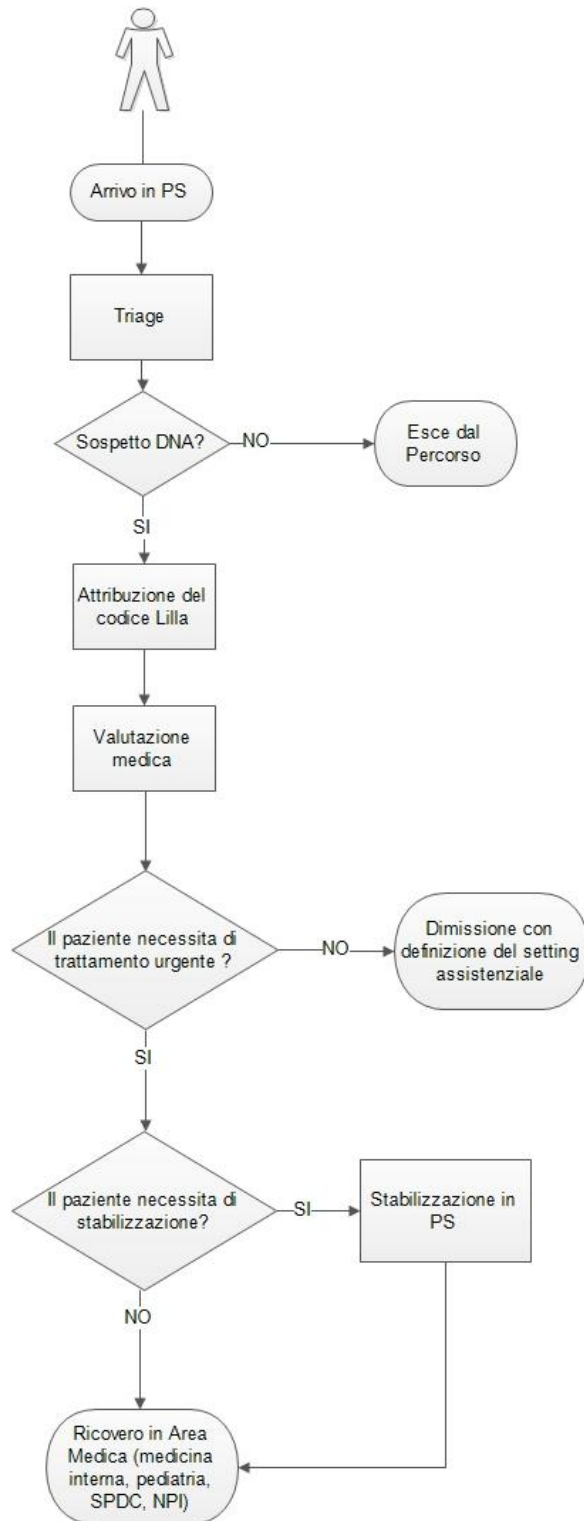 Arrivo in PS
Triage
Sospetto DNA?
NO
Esce dal
Percorso
SI
Attribuzione del
codice Lilla
Valutazione
medica
Il paziente necessita di
trattamento urgente ?
NO
Dimissione con
definizione del setting
assistenziale
SI
Il paziente necessita di
stabilizzazione?
SI
Stabilizzazione in
PS
NO
Ricovero in Area
Medica (medicina
interna, pediatria,
SPDC, NPI)